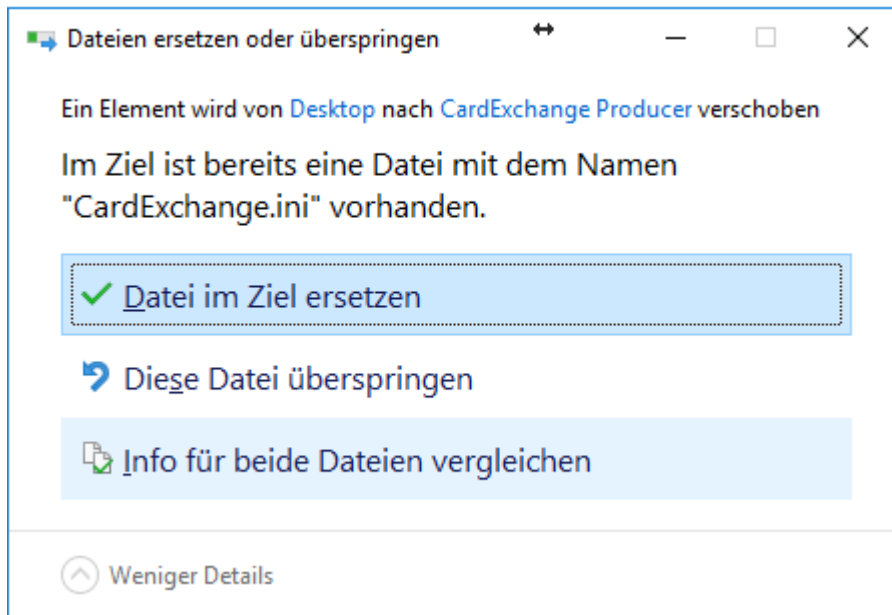 Dateien ersetzen oder überspringen
Ein Element wird von Desktop nach CardExchange Producer verschoben
Im Ziel ist bereits eine Datei mit dem Namen
"CardExchange.ini" vorhanden.
Datei im Ziel ersetzen
Diese Datei überspringen
Info für beide Dateien vergleichen
Weniger Details